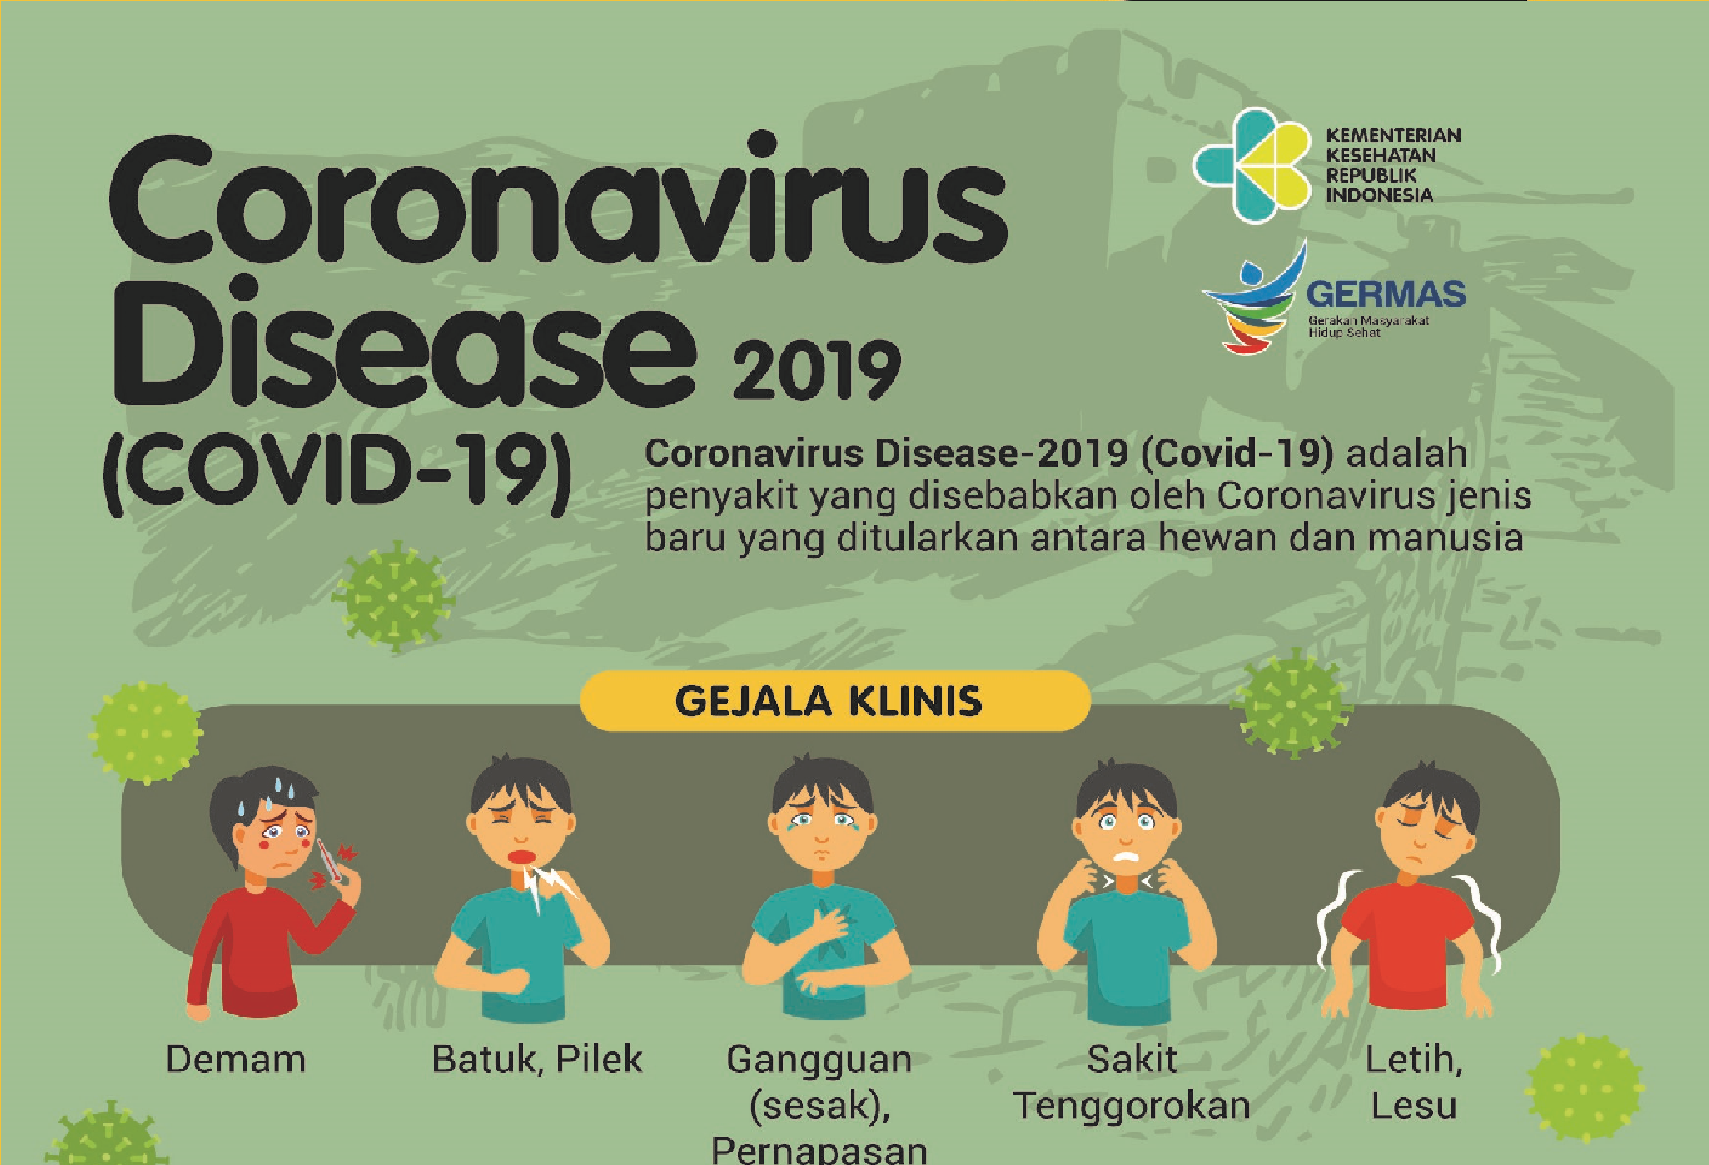 Coronavirus
Disease 2019
(COVID-19)
KEMENTERIAN
KESEHATAN
REPUBLIK
INDONESIA
GERMAS
Gerakan Masyarakat
Hidup Sehat
Coronavirus Disease-2019 (Covid-19) adalah
penyakit yang disebabkan oleh Coronavirus jenis
baru yang ditularkan antara hewan dan manusia
GEJALA KLINIS
Demam
Batuk, Pilek
Gangguan
(sesak),
Pernapasan
Sakit
Tenggorokan
Letih,
Lesu